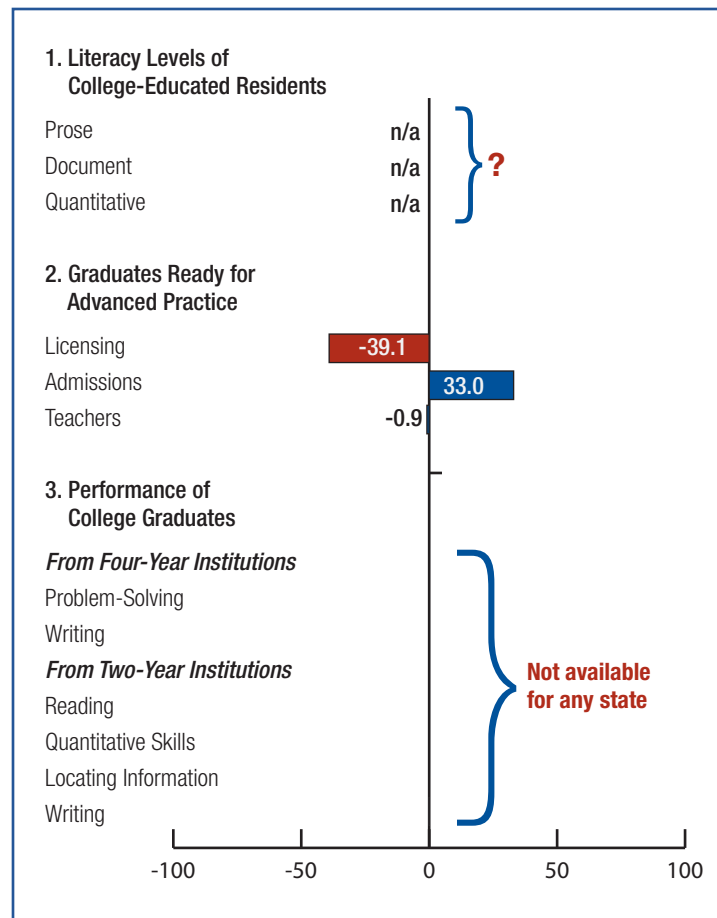 1. Literacy Levels of
College-Educated Residents
Prose n/a
Document n/a
Quantitative n/a
?
2. Graduates Ready for
Advanced Practice
Licensing -39.1
Admissions 33.0
Teachers -0.9
3. Performance of
College Graduates
From Four-Year Institutions
Problem-Solving
Writing
From Two-Year Institutions
Reading
Quantitative Skills
Locating Information
Writing
Not available
for any state
-100 -50 0 50 100